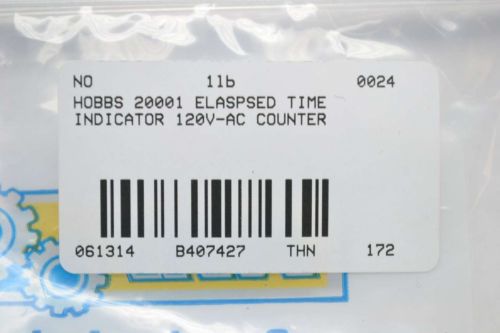 NO 1lb 0024
HOBBS 20001 ELASPSED TIME
INDICATOR 120V-AC COUNTER
061314 B407427 THN 172